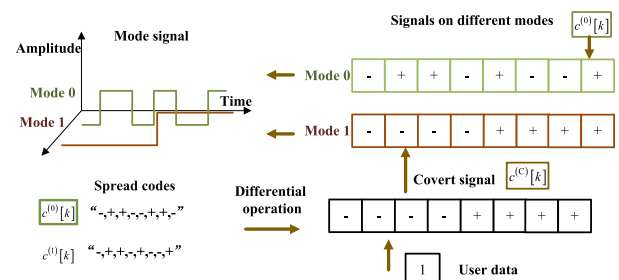 Signals on different modes
c^(0)[k]
Amplitude
Mode signal
Mode 0
Mode 1
Time
Mode 0 - + + - + - - +
Mode 1 - - - - + + + +
Covert signal c^(C)[k]
Spread codes
c^(0)[k] “-,+,+,-,-,+,+,-”
c^(1)[k] “-,+,+,-,+,-,-,+”
Differential
operation
- - - - + + + +
1 User data